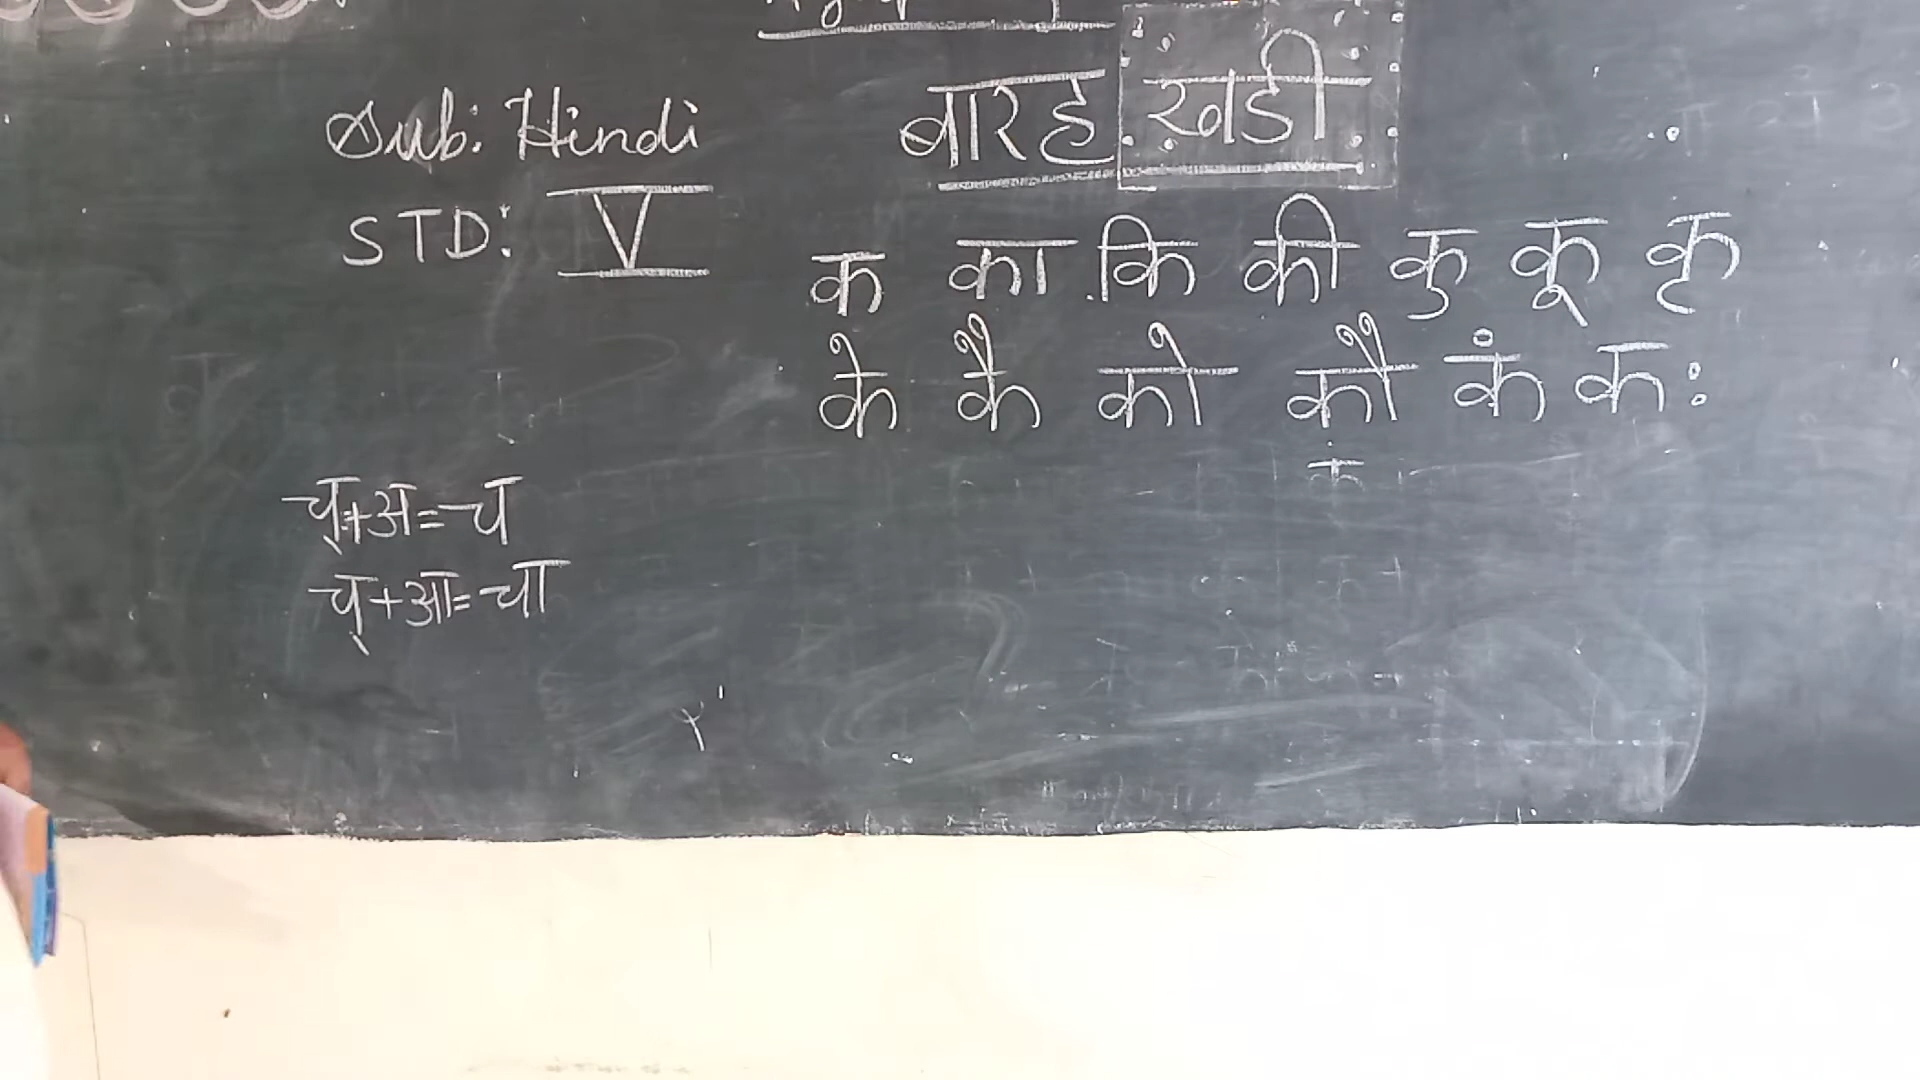 Sub: Hindi
STD: V
बारह खडी
क का कि की कु कू कृ
के कै को कौ कं कः
च्+अ=च
च्+आ=चा